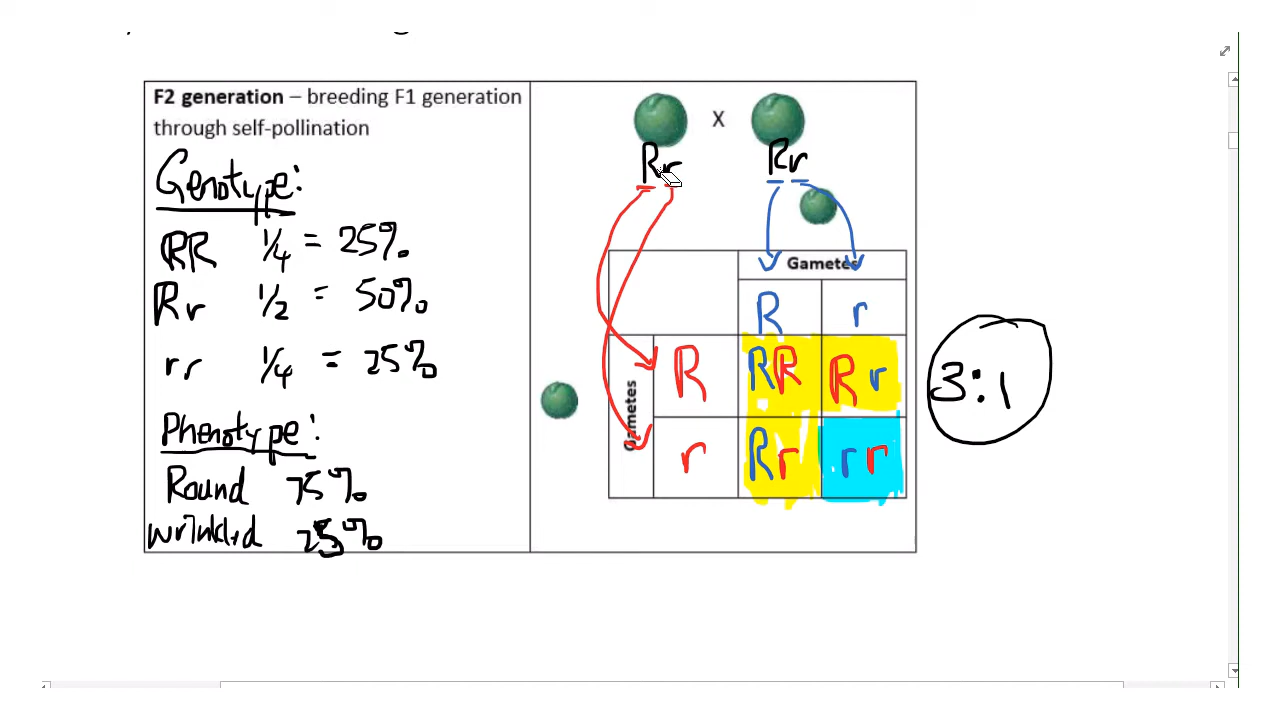 F2 generation – breeding F1 generation
through self-pollination
Genotype:
RR 1/4 = 25%
Rr 1/2 = 50%
rr 1/4 = 25%
Phenotype:
Round 75%
wrinkled 25%
X
Rr Rr
Gametes
R r
Gametes
R RR Rr
r Rr rr
3:1